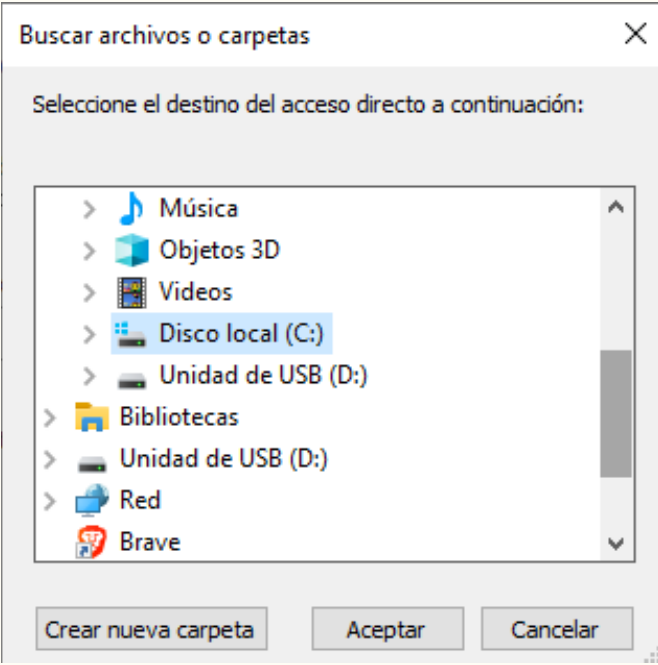 Buscar archivos o carpetas
Seleccione el destino del acceso directo a continuación:
Música
Objetos 3D
Videos
Disco local (C:)
Unidad de USB (D:)
Bibliotecas
Unidad de USB (D:)
Red
Brave
Crear nueva carpeta Aceptar Cancelar